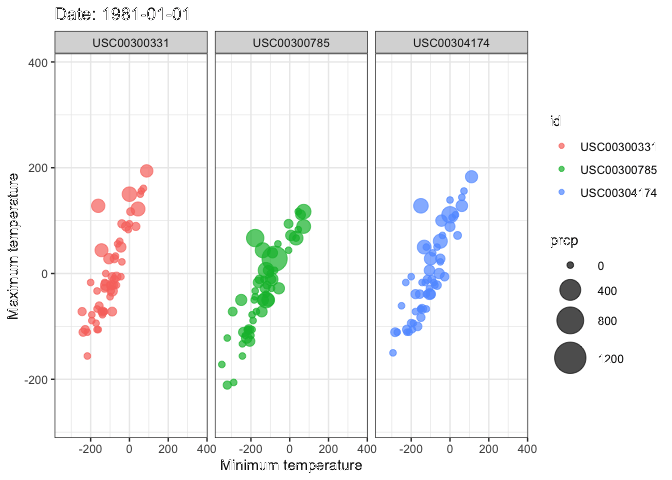 Date: 1981-01-01
USC00300331 USC00300785 USC00304174
Maximum temperature
400
200
0
-200
-200 0 200 400 -200 0 200 400 -200 0 200 400
Minimum temperature
id
USC00300331
USC00300785
USC00304174
prcp
0
400
800
1200